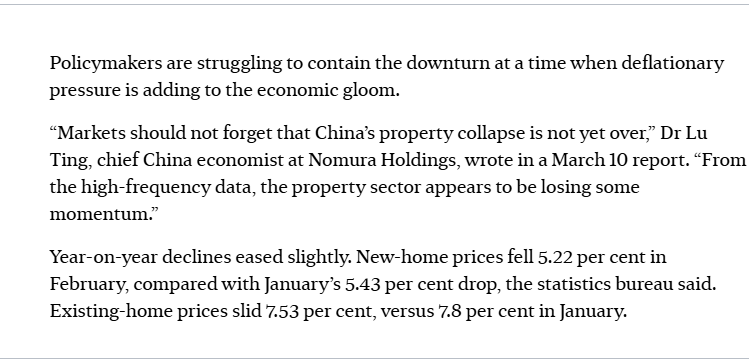 Policymakers are struggling to contain the downturn at a time when deflationary
pressure is adding to the economic gloom.
“Markets should not forget that China’s property collapse is not yet over,” Dr Lu
Ting, chief China economist at Nomura Holdings, wrote in a March 10 report. “From
the high-frequency data, the property sector appears to be losing some
momentum.”
Year-on-year declines eased slightly. New-home prices fell 5.22 per cent in
February, compared with January’s 5.43 per cent drop, the statistics bureau said.
Existing-home prices slid 7.53 per cent, versus 7.8 per cent in January.